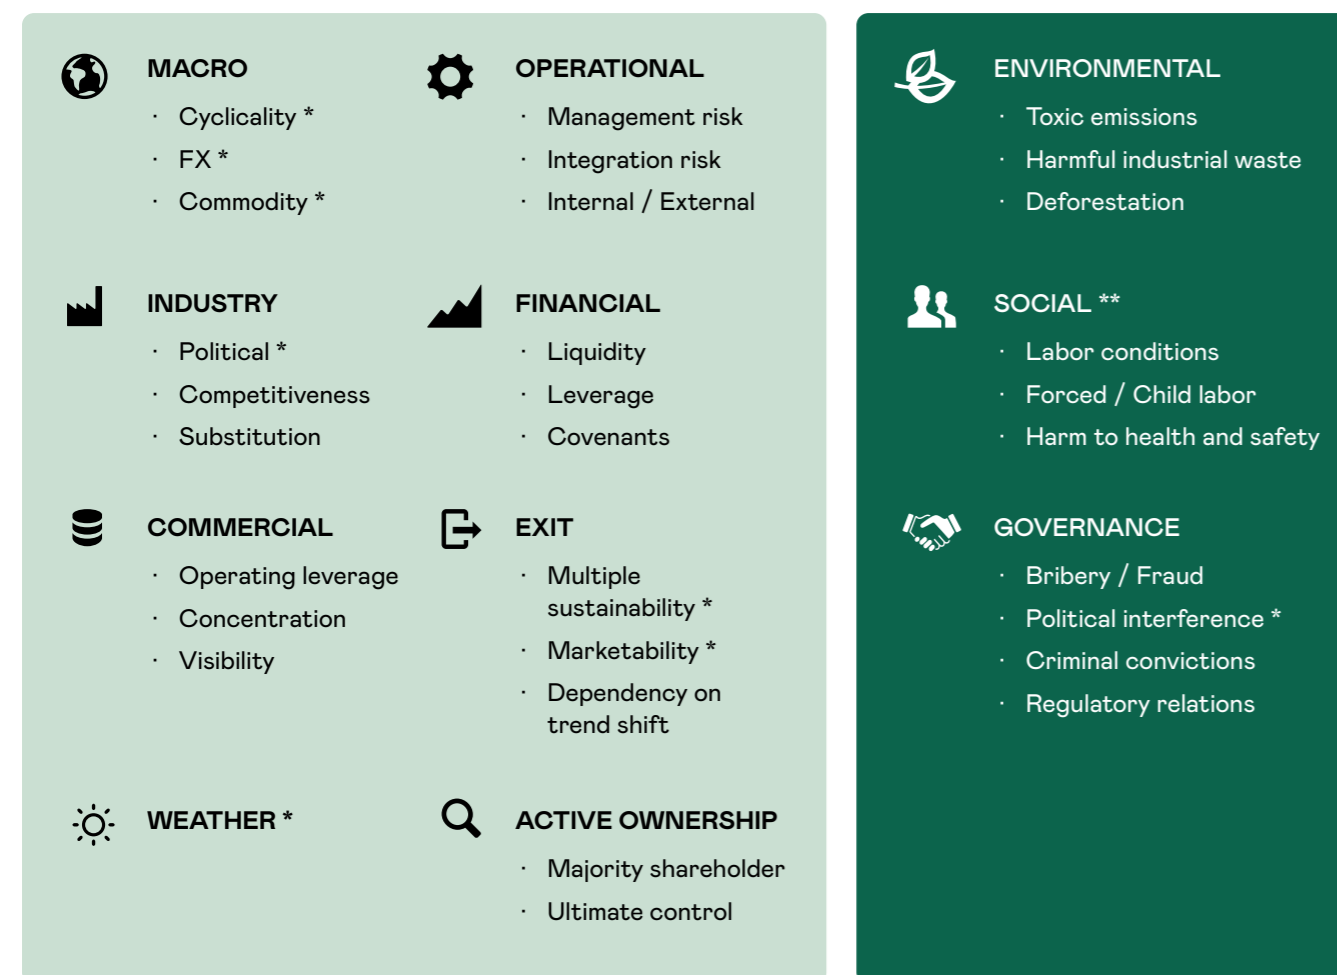 MACRO
· Cyclicality *
· FX *
· Commodity *
OPERATIONAL
· Management risk
· Integration risk
· Internal / External
INDUSTRY
· Political *
· Competitiveness
· Substitution
FINANCIAL
· Liquidity
· Leverage
· Covenants
COMMERCIAL
· Operating leverage
· Concentration
· Visibility
EXIT
· Multiple
sustainability *
· Marketability *
· Dependency on
trend shift
WEATHER *
ACTIVE OWNERSHIP
· Majority shareholder
· Ultimate control
ENVIRONMENTAL
· Toxic emissions
· Harmful industrial waste
· Deforestation
SOCIAL **
· Labor conditions
· Forced / Child labor
· Harm to health and safety
GOVERNANCE
· Bribery / Fraud
· Political interference *
· Criminal convictions
· Regulatory relations